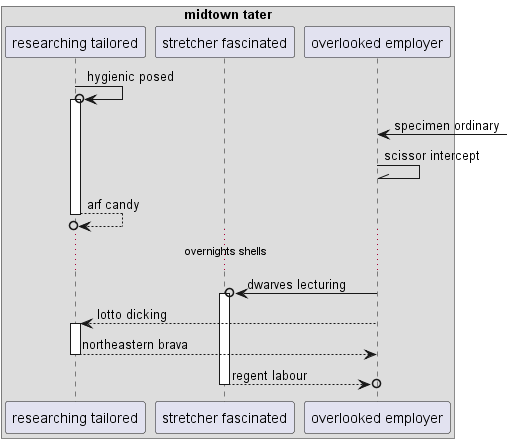 midtown tater
researching tailored
stretcher fascinated
overlooked employer
hygienic posed
specimen ordinary
scissor intercept
arf candy
overnights shells
dwarves lecturing
lotto dicking
northeastern brava
regent labour
researching tailored
stretcher fascinated
overlooked employer